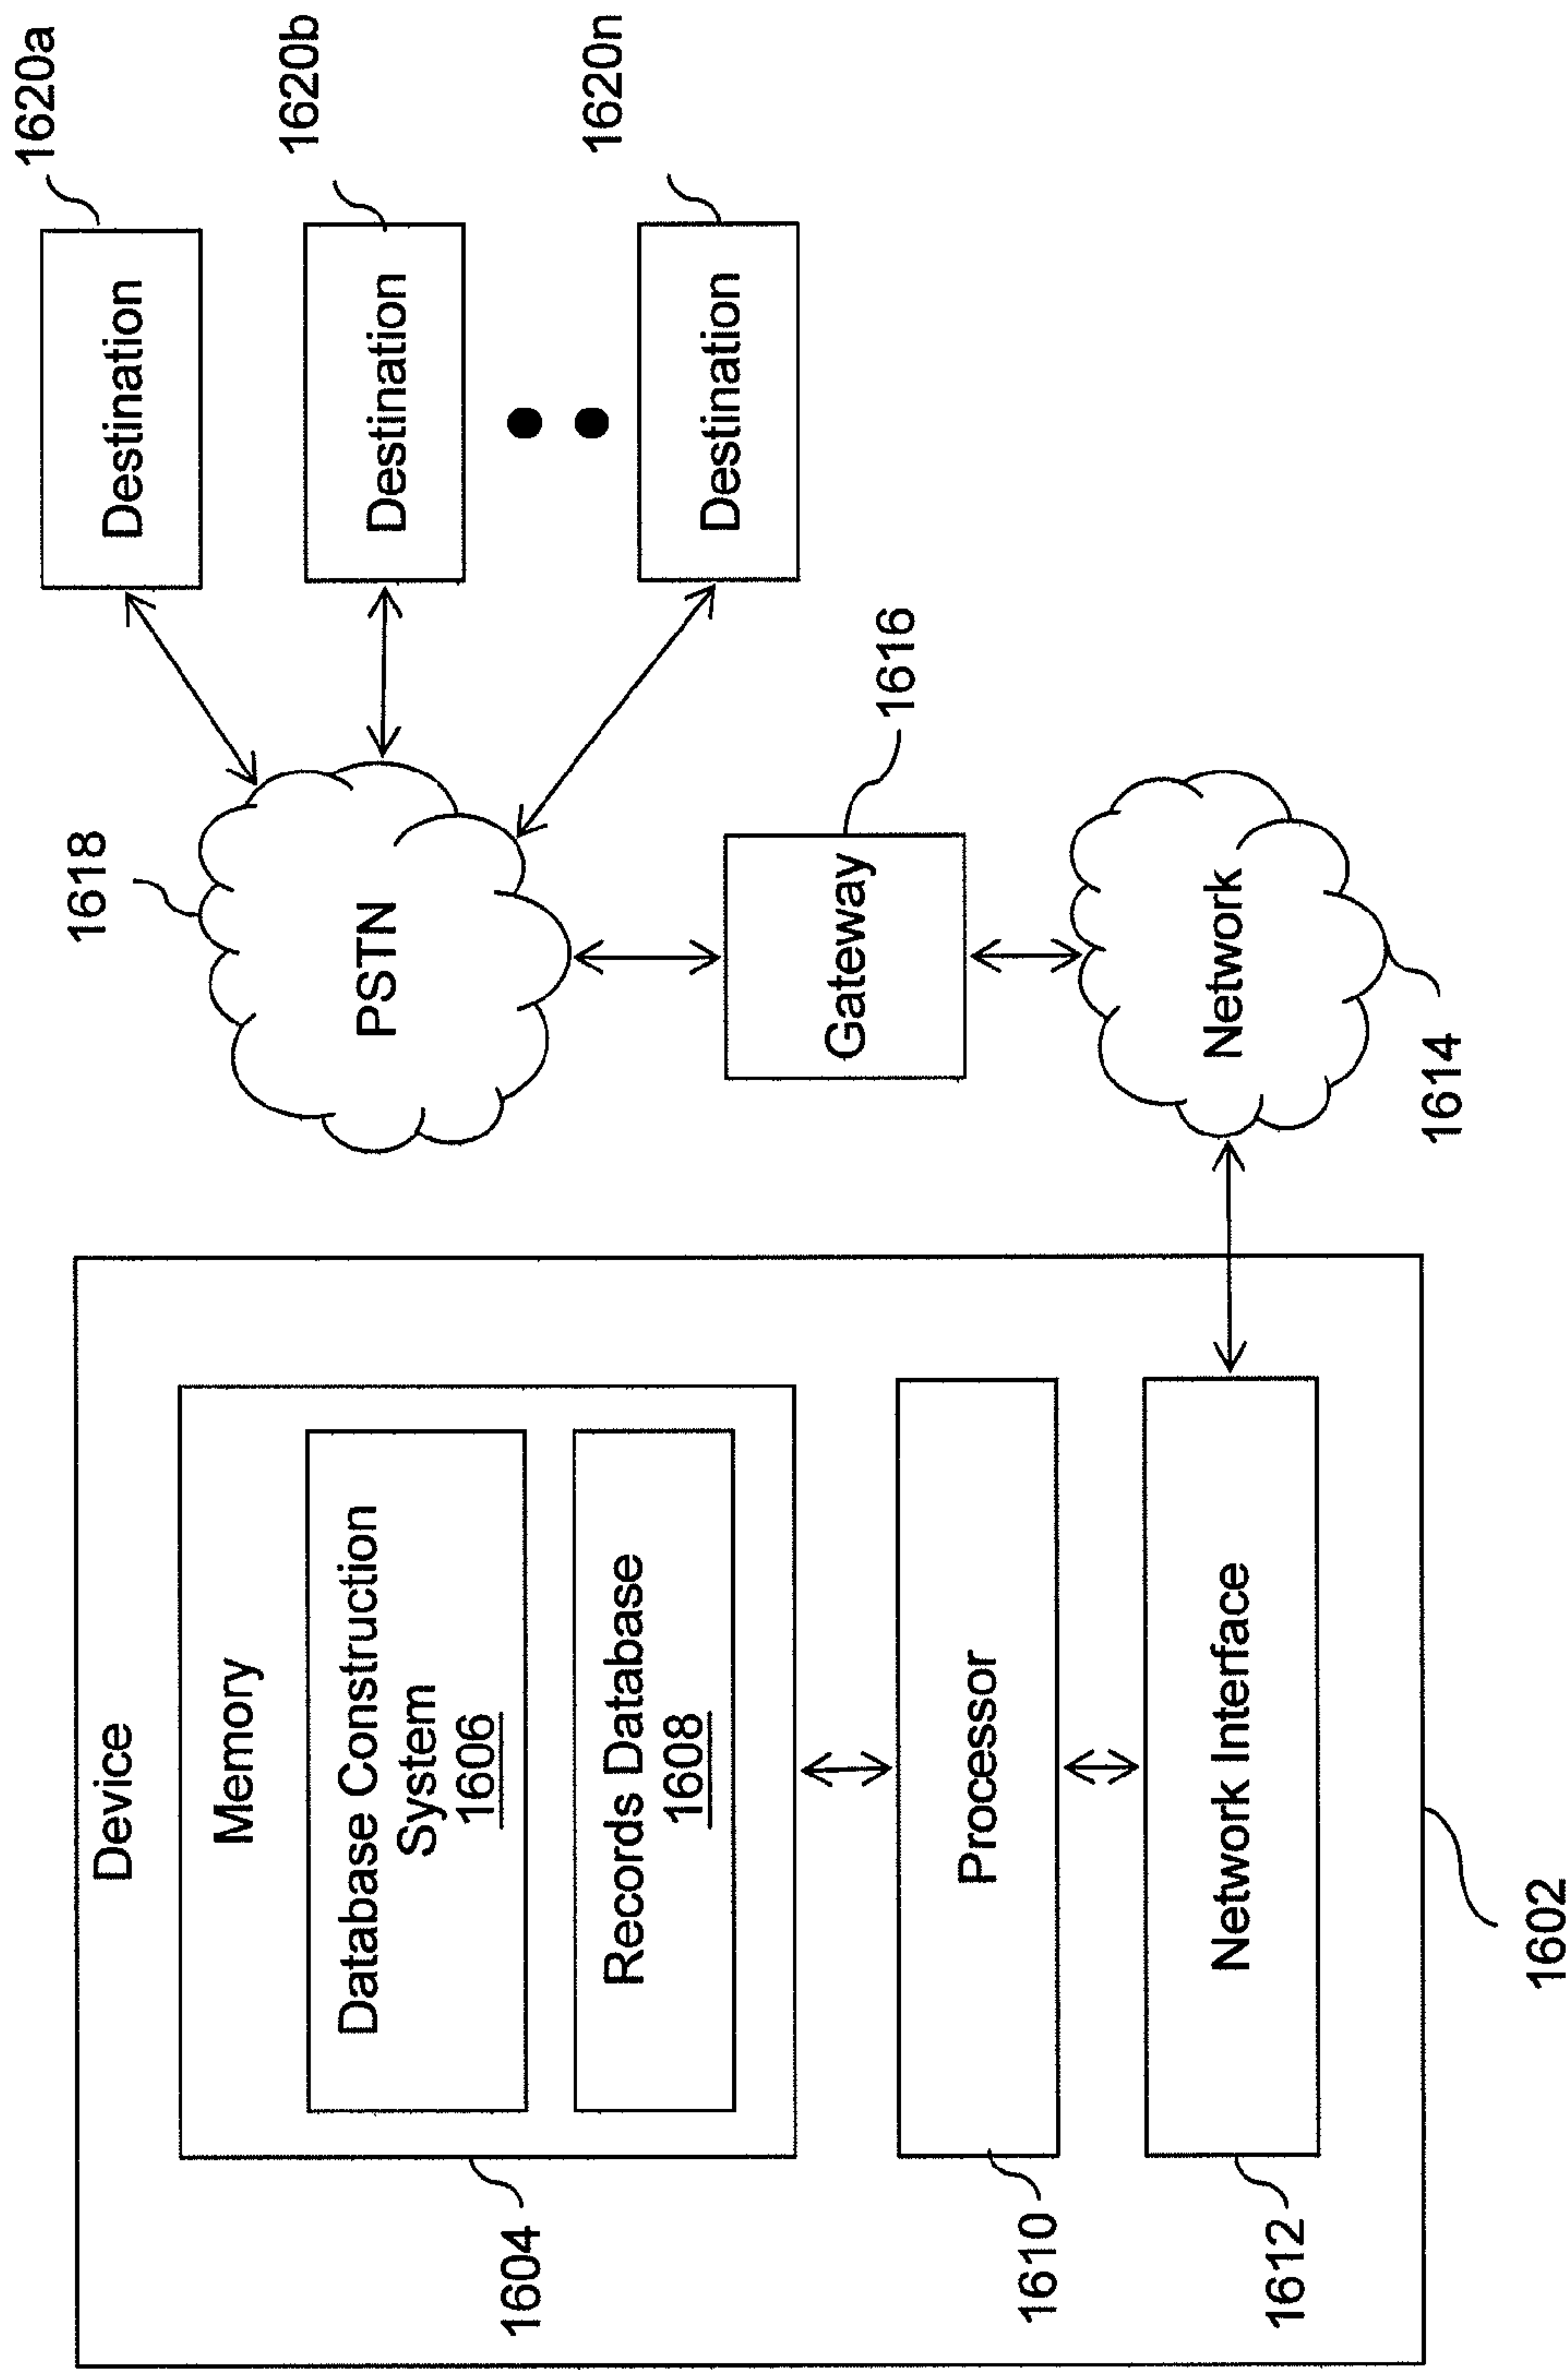 Device
Memory
Database Construction
System
1606
Records Database
1608
1604
Processor
1610
Network Interface
1612
1602
1618
PSTN
Gateway
1616
Network
1614
Destination
1620a
Destination
1620b
Destination
1620n